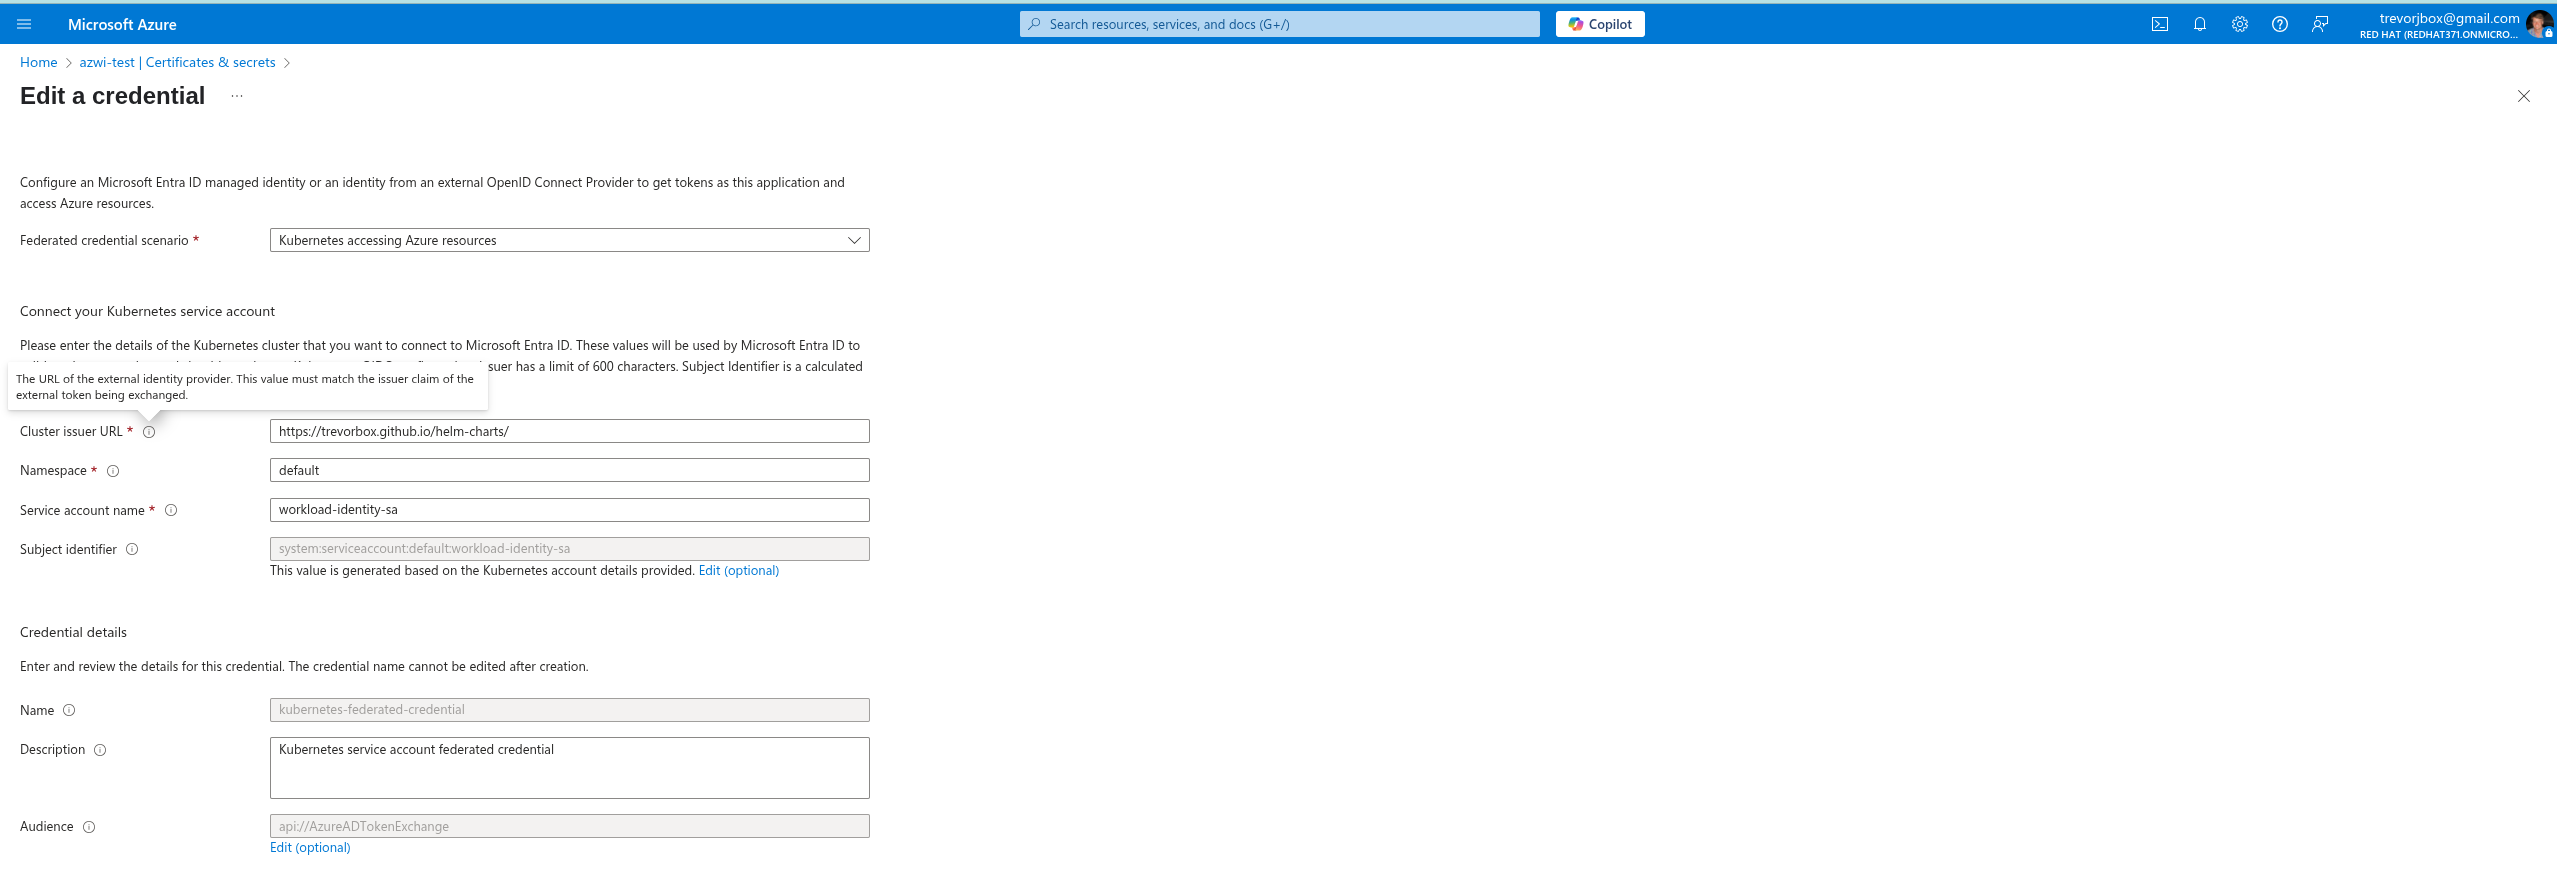 Microsoft Azure
Search resources, services, and docs (G+/)
Copilot
trevorjbox@gmail.com
RED HAT (REDHAT371.ONMICRO...
Home
azwi-test | Certificates & secrets
Edit a credential
...
Configure an Microsoft Entra ID managed identity or an identity from an external OpenID Connect Provider to get tokens as this application and
access Azure resources.
Federated credential scenario *
Kubernetes accessing Azure resources
Connect your Kubernetes service account
Please enter the details of the Kubernetes cluster that you want to connect to Microsoft Entra ID. These values will be used by Microsoft Entra ID to
has a limit of 600 characters. Subject Identifier is a calculated
The URL of the external identity provider. This value must match the issuer claim of the
external token being exchanged.
Cluster issuer URL *
https://trevorbox.github.io/helm-charts/
Namespace *
default
Service account name *
workload-identity-sa
Subject identifier
system:serviceaccount:default:workload-identity-sa
This value is generated based on the Kubernetes account details provided. Edit (optional)
Credential details
Enter and review the details for this credential. The credential name cannot be edited after creation.
Name
kubernetes-federated-credential
Description
Kubernetes service account federated credential
Audience
api://AzureADTokenExchange
Edit (optional)